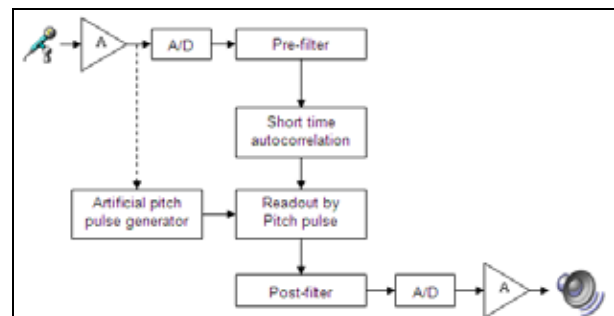 A
A/D
Pre-filter
Short time
autocorrelation
Artificial pitch
pulse generator
Readout by
Pitch pulse
Post-filter
A/D
A